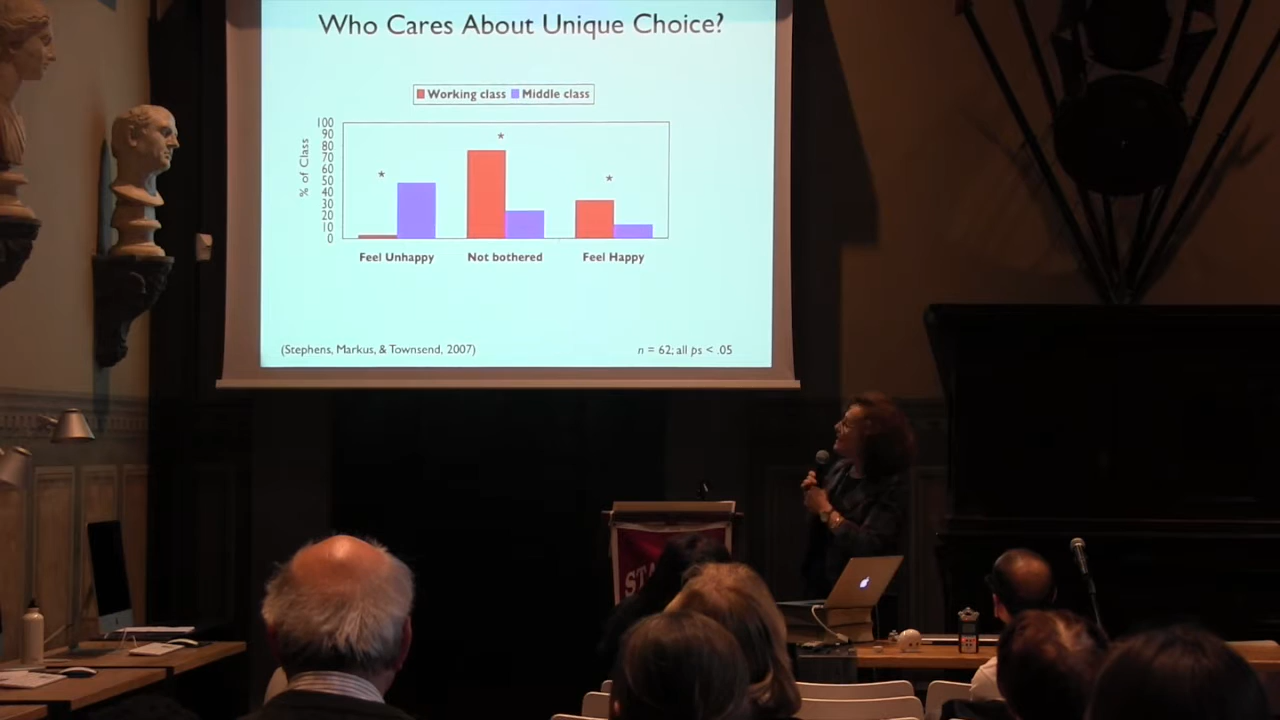 Who Cares About Unique Choice?
Working class Middle class
100
90
80
70
60
50
40
30
20
10
0
% of Class
*
*
*
Feel Unhappy Not bothered Feel Happy
(Stephens, Markus, & Townsend, 2007) n = 62; all ps < .05